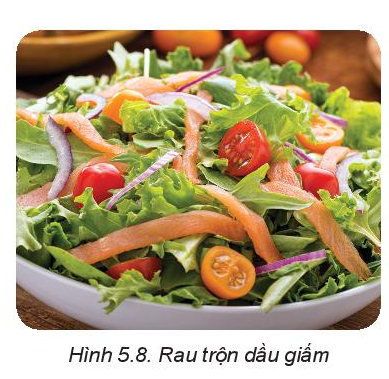 Hình 5.8. Rau trộn dầu giấm